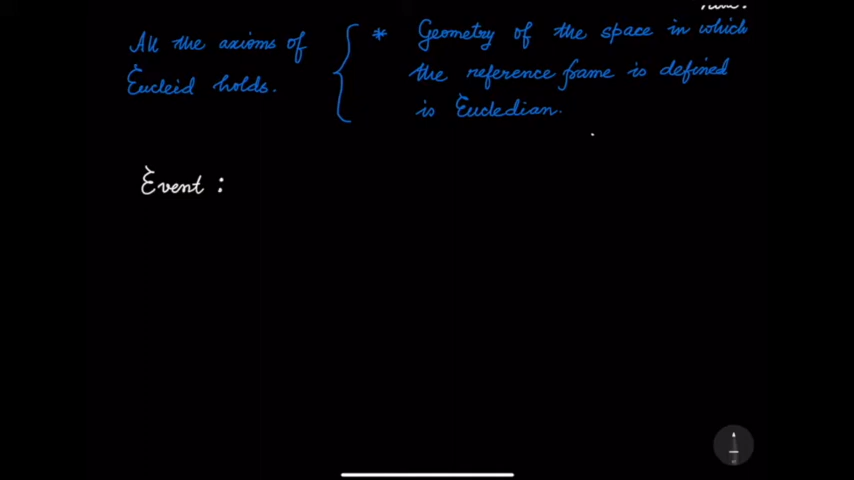 All the axioms of
Eucleid holds.
* Geometry of the space in which
the reference frame is defined
is Eucledian.
Event :